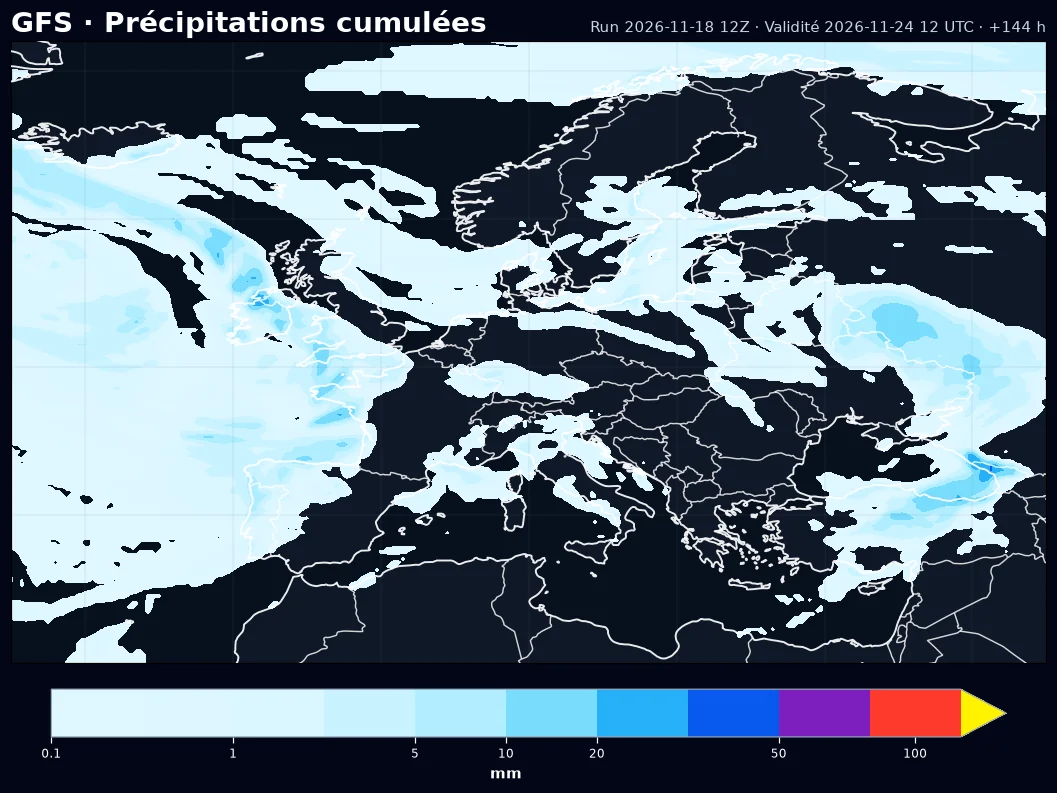 GFS · Précipitations cumulées
Run 2026-11-18 12Z · Validité 2026-11-24 12 UTC · +144 h
0.1 1 5 10 20 50 100
mm